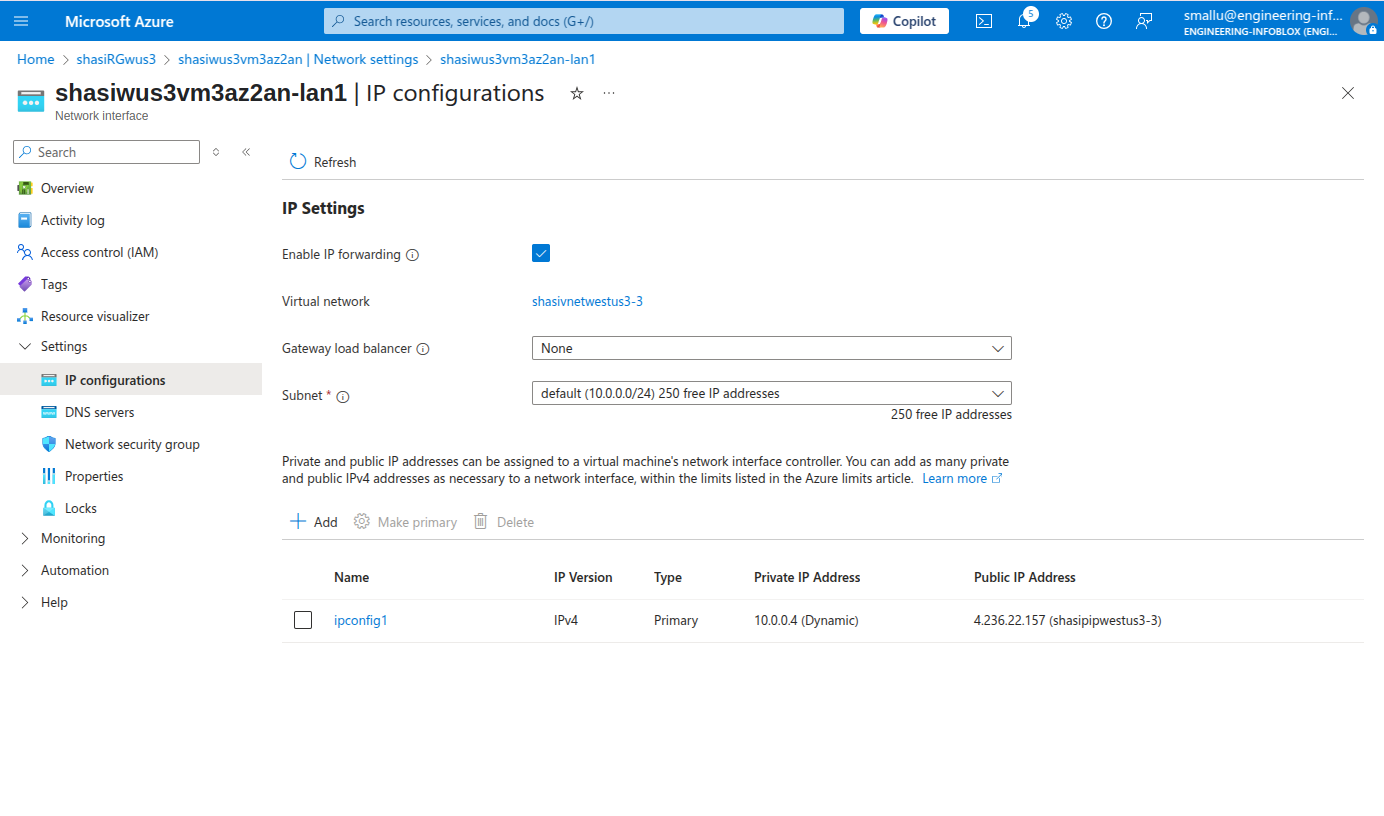 Microsoft Azure
Search resources, services, and docs (G+/)
Copilot
5
smallu@engineering-inf...
ENGINEERING-INFOBLOX (ENGI...
Home > shasiRGwus3 > shasiwus3vm3az2an | Network settings > shasiwus3vm3az2an-lan1
shasiwus3vm3az2an-lan1 | IP configurations
Network interface
Search
Refresh
Overview
Activity log
Access control (IAM)
Tags
Resource visualizer
Settings
IP configurations
DNS servers
Network security group
Properties
Locks
Monitoring
Automation
Help
IP Settings
Enable IP forwarding
Virtual network shasivnetwestus3-3
Gateway load balancer None
Subnet * default (10.0.0.0/24) 250 free IP addresses
250 free IP addresses
Private and public IP addresses can be assigned to a virtual machine's network interface controller. You can add as many private
and public IPv4 addresses as necessary to a network interface, within the limits listed in the Azure limits article. Learn more
Add Make primary Delete
Name IP Version Type Private IP Address Public IP Address
ipconfig1 IPv4 Primary 10.0.0.4 (Dynamic) 4.236.22.157 (shasipipwestus3-3)